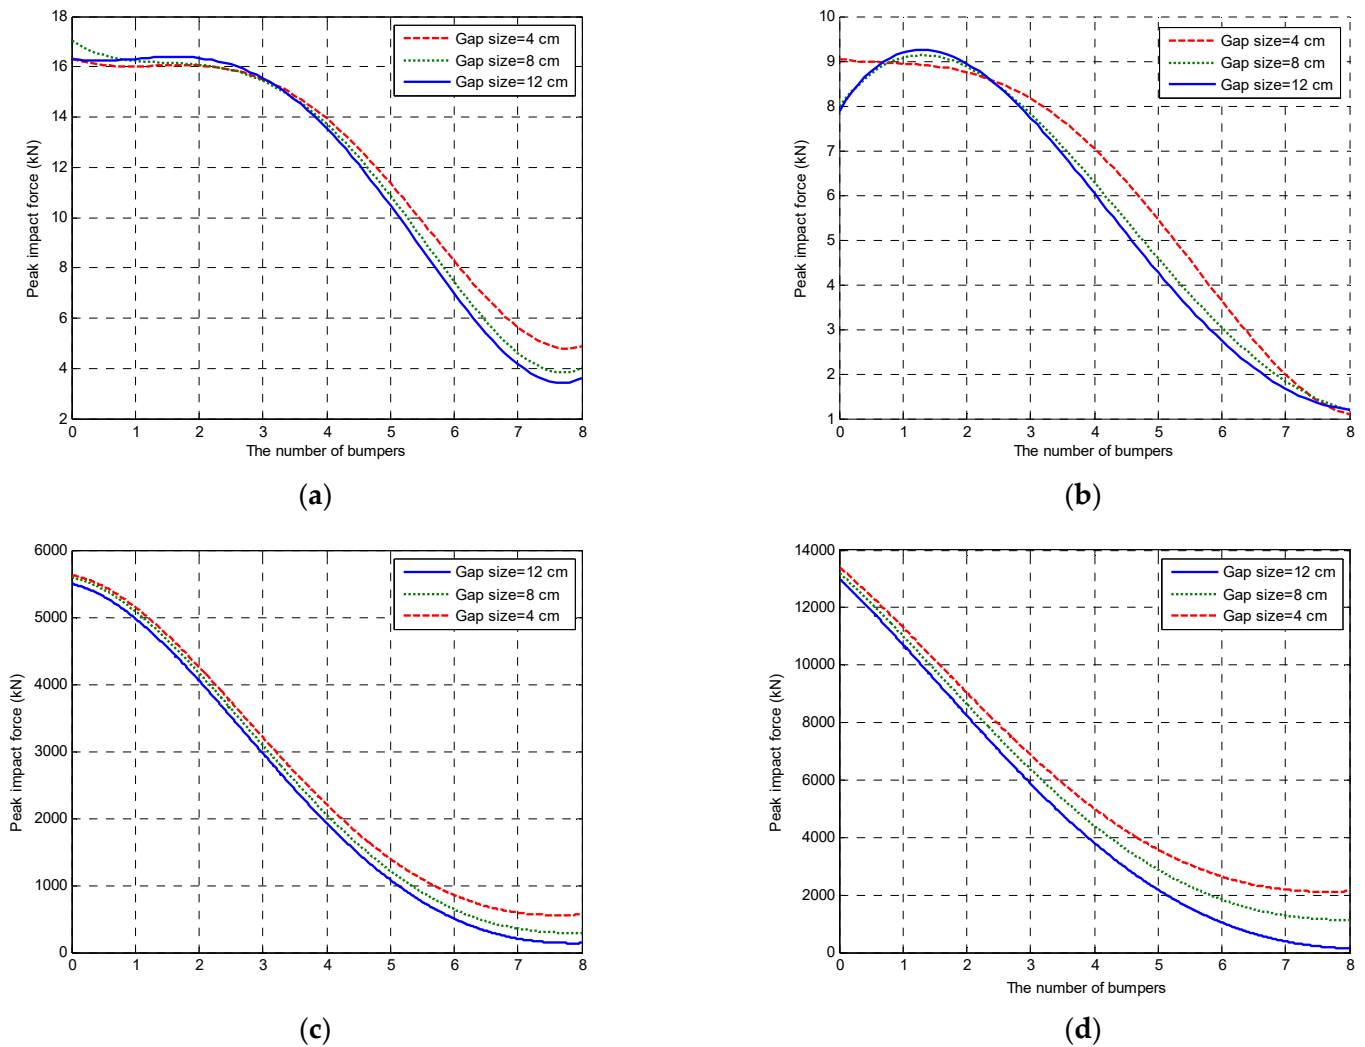 18
16
14
12
10
8
6
4
2
Peak impact force (kN)
Gap size=4 cm
Gap size=8 cm
Gap size=12 cm
0 1 2 3 4 5 6 7 8
The number of bumpers
(a)
10
9
8
7
6
5
4
3
2
1
Peak impact force (kN)
Gap size=4 cm
Gap size=8 cm
Gap size=12 cm
0 1 2 3 4 5 6 7 8
The number of bumpers
(b)
6000
5000
4000
3000
2000
1000
0
Peak impact force (kN)
Gap size=12 cm
Gap size=8 cm
Gap size=4 cm
0 1 2 3 4 5 6 7 8
(c)
14000
12000
10000
8000
6000
4000
2000
0
Peak impact force (kN)
Gap size=12 cm
Gap size=8 cm
Gap size=4 cm
0 1 2 3 4 5 6 7 8
The number of bumpers
(d)